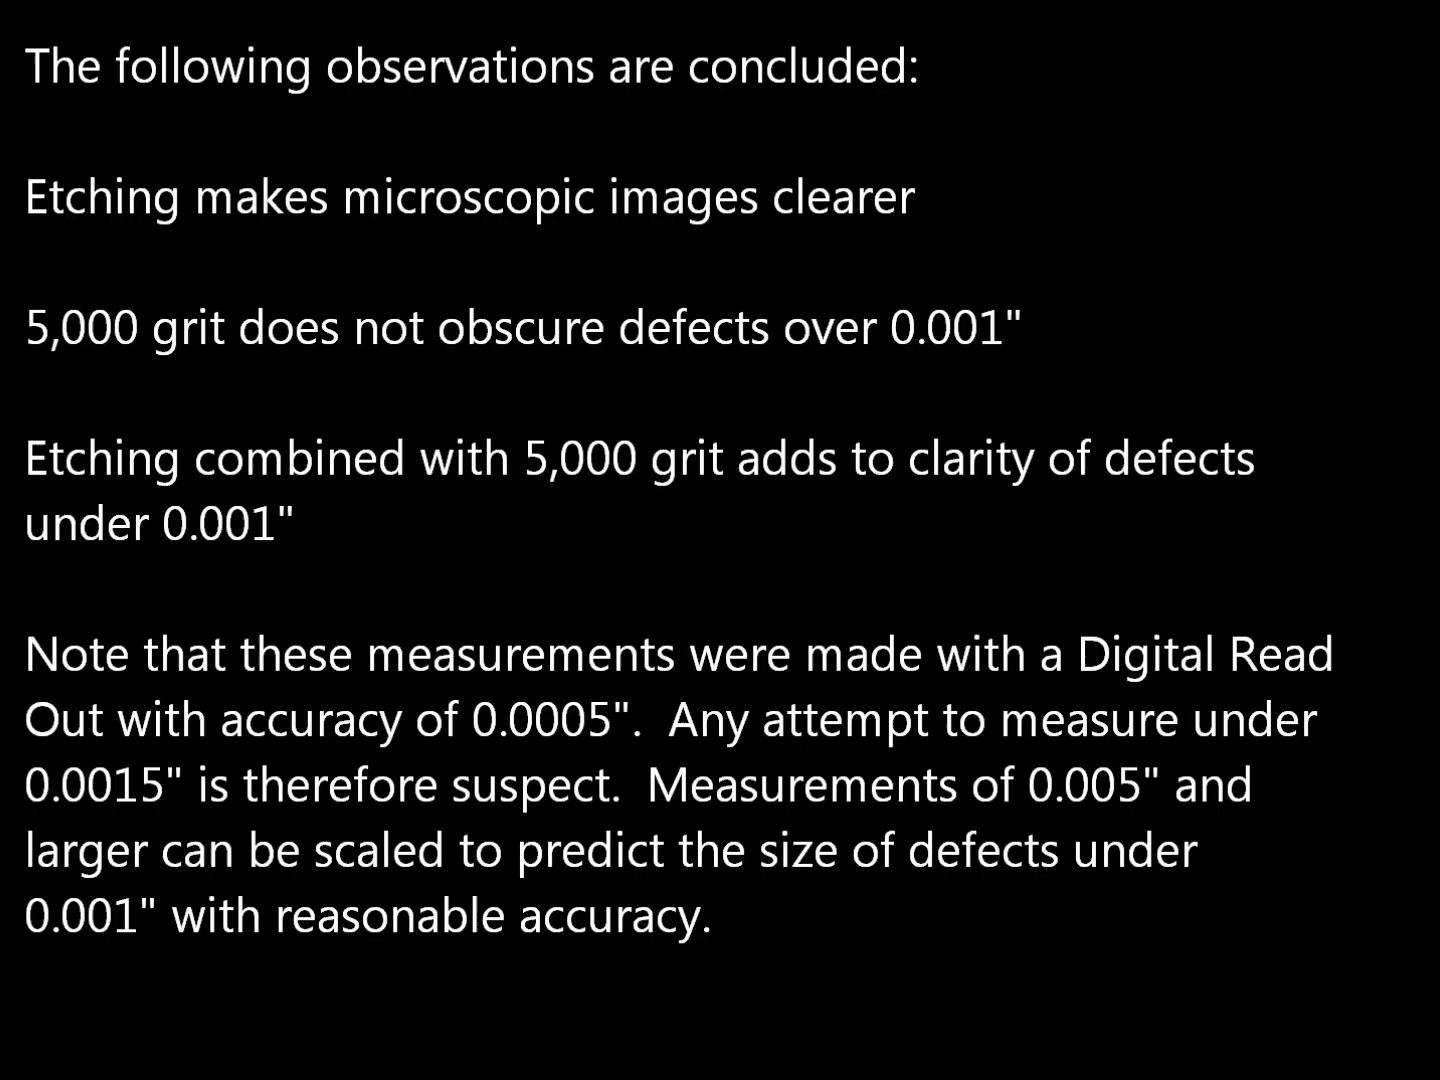 The following observations are concluded:
Etching makes microscopic images clearer
5,000 grit does not obscure defects over 0.001"
Etching combined with 5,000 grit adds to clarity of defects
under 0.001"
Note that these measurements were made with a Digital Read
Out with accuracy of 0.0005".  Any attempt to measure under
0.0015" is therefore suspect.  Measurements of 0.005" and
larger can be scaled to predict the size of defects under
0.001" with reasonable accuracy.